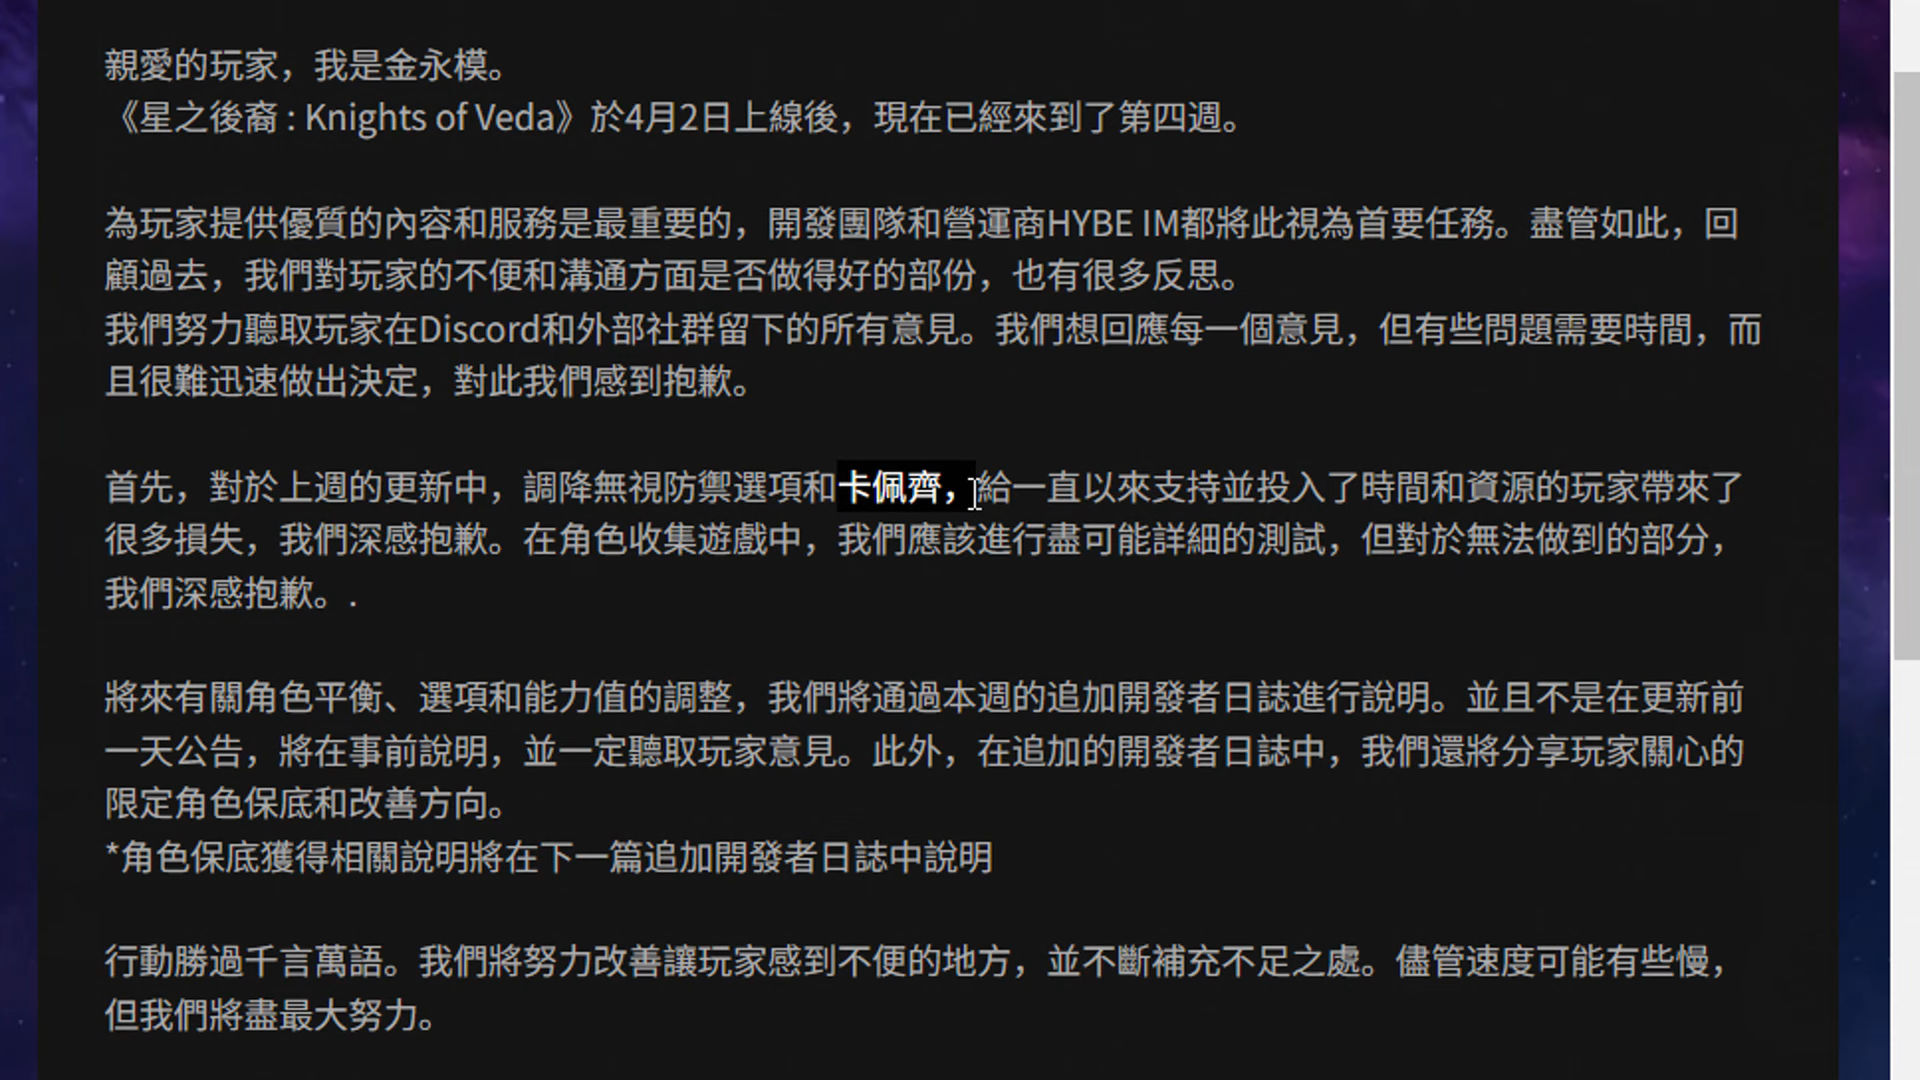 親愛的玩家，我是金永模。
《星之後裔 : Knights of Veda》於4月2日上線後，現在已經來到了第四週。
為玩家提供優質的內容和服務是最重要的，開發團隊和營運商HYBE IM都將此視為首要任務。盡管如此，回
顧過去，我們對玩家的不便和溝通方面是否做得好的部份，也有很多反思。
我們努力聽取玩家在Discord和外部社群留下的所有意見。我們想回應每一個意見，但有些問題需要時間，而
且很難迅速做出決定，對此我們感到抱歉。
首先，對於上週的更新中，調降無視防禦選項和卡佩齊，給一直以來支持並投入了時間和資源的玩家帶來了
很多損失，我們深感抱歉。在角色收集遊戲中，我們應該進行盡可能詳細的測試，但對於無法做到的部分，
我們深感抱歉。.
將來有關角色平衡、選項和能力值的調整，我們將通過本週的追加開發者日誌進行說明。並且不是在更新前
一天公告，將在事前說明，並一定聽取玩家意見。此外，在追加的開發者日誌中，我們還將分享玩家關心的
限定角色保底和改善方向。
*角色保底獲得相關說明將在下一篇追加開發者日誌中說明
行動勝過千言萬語。我們將努力改善讓玩家感到不便的地方，並不斷補充不足之處。儘管速度可能有些慢，
但我們將盡最大努力。